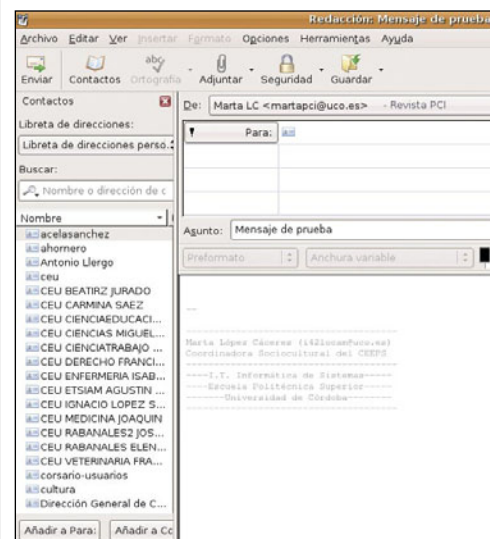 Redacción: Mensaje de prueba
Archivo Editar Ver Insertar Formato Opciones Herramientas Ayuda
Enviar Contactos Ortografía Adjuntar Seguridad Guardar
Contactos
Libreta de direcciones:
Libreta de direcciones perso.
Buscar:
Nombre o dirección de c
Nombre
acelasanchez
ahornero
Antonio Llergo
ceu
CEU BEATIRZ JURADO
CEU CARMINA SAEZ
CEU CIENCIAEDUCACI...
CEU CIENCIAS MIGUEL...
CEU CIENCIATRABAJO ...
CEU DERECHO FRANCI...
CEU ENFERMERIA ISAB...
CEU ETSIAM AGUSTIN ...
CEU IGNACIO LOPEZ S...
CEU MEDICINA JOAQUIN
CEU RABANALES2 JOS...
CEU RABANALES ELEN...
CEU VETERINARIA FRA...
corsario-usuarios
cultura
Dirección General de C...
Añadir a Para: Añadir a Cc
De: Marta LC <martapci@uco.es> - Revista PCI
Para:
Asunto: Mensaje de prueba
Preformato Anchura variable
--
Marta López Cáceres (i42locam@uco.es)
Coordinadora Sociocultural del CEEPS
----I.T. Informática de Sistemas-----
----Escuela Politécnica Superior------
-------Universidad de Córdoba---------